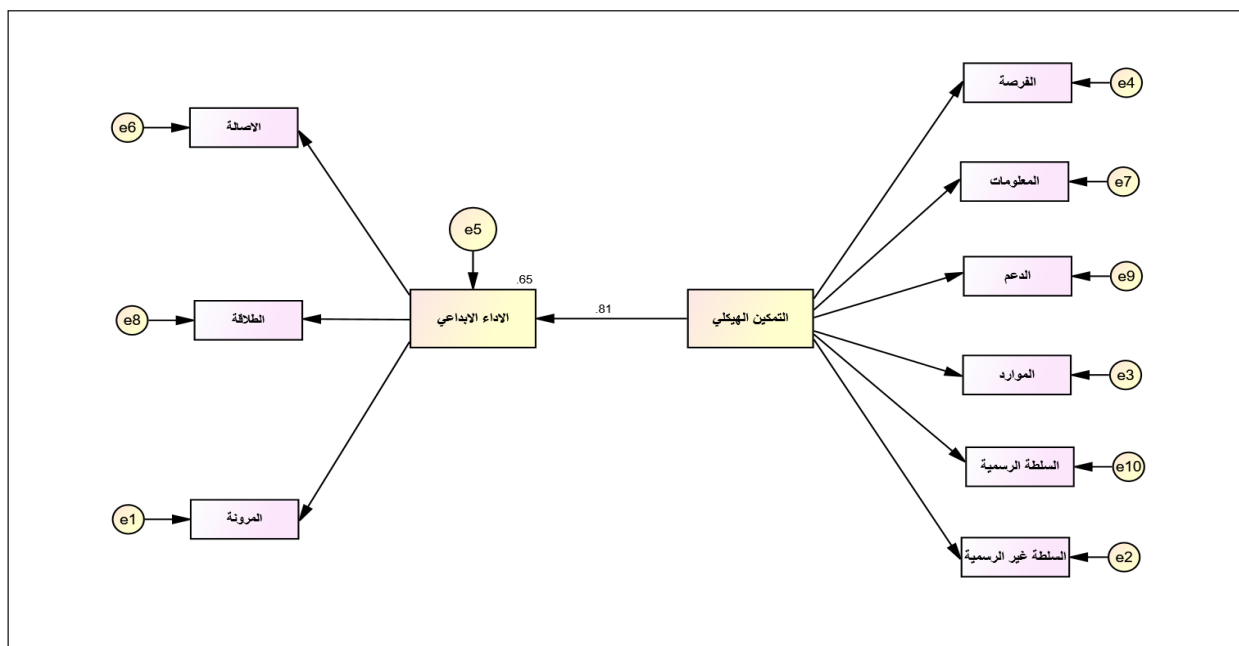 الفرصة
e4
الاصالة
e6
المعلومات
e7
e5
الدعم
e9
.65
.81
الطلاقة
e8
الاداء الابداعي
التمكين الهيكلي
الموارد
e3
السلطة الرسمية
e10
المرونة
e1
السلطة غير الرسمية
e2